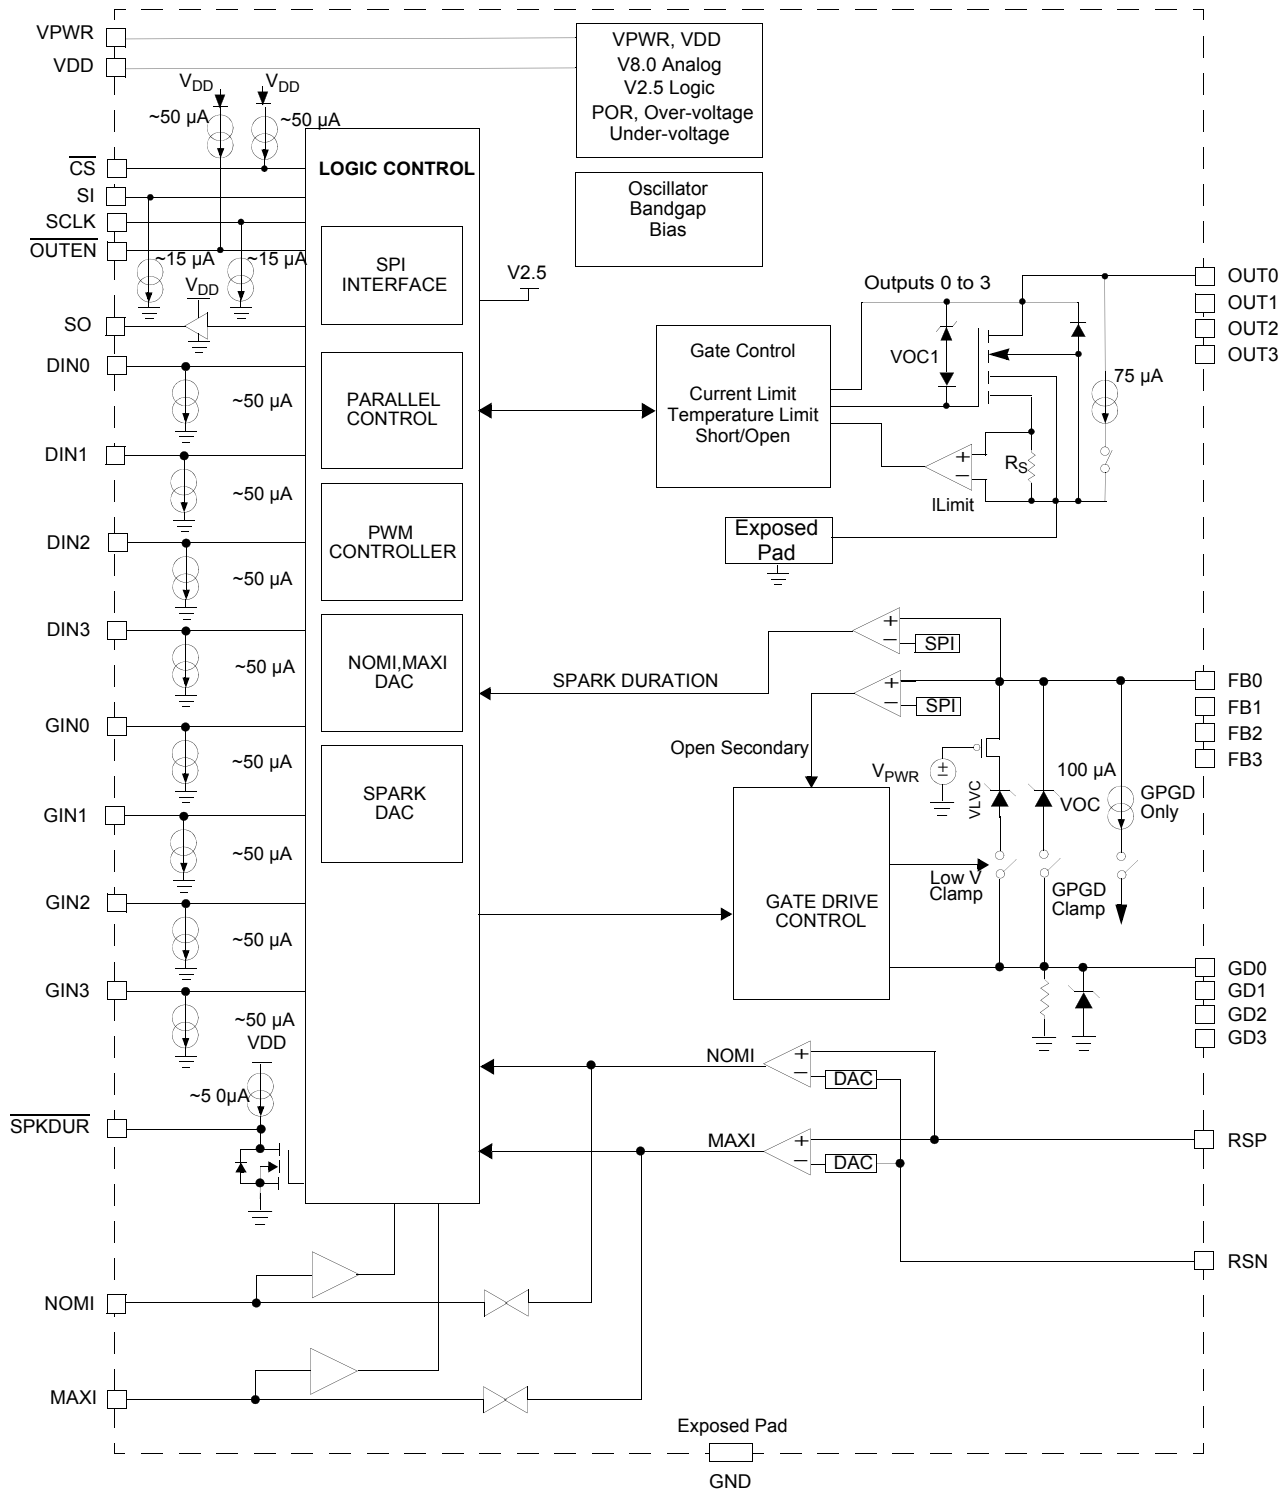 VPWR
VDD
VPWR, VDD
V8.0 Analog
V2.5 Logic
POR, Over-voltage
Under-voltage
VDD
VDD
~50 µA
~50 µA
CS
SI
SCLK
OUTEN
~15 µA
~15 µA
VDD
SO
LOGIC CONTROL
SPI
INTERFACE
V2.5
Oscillator
Bandgap
Bias
Outputs 0 to 3
OUT0
OUT1
OUT2
OUT3
Gate Control
Current Limit
Temperature Limit
Short/Open
VOC1
75 µA
+
−
RS
ILimit
Exposed
Pad
DIN0
~50 µA
PARALLEL
CONTROL
DIN1
~50 µA
DIN2
~50 µA
PWM
CONTROLLER
DIN3
~50 µA
NOMI,MAXI
DAC
SPARK DURATION
+
−
SPI
+
−
SPI
FB0
FB1
FB2
FB3
Open Secondary
VPWR
±
VLVC
100 µA
VOC
GPGD
Only
GIN0
~50 µA
SPARK
DAC
GIN1
~50 µA
GIN2
~50 µA
GATE DRIVE
CONTROL
Low V
Clamp
GPGD
Clamp
GIN3
~50 µA
GD0
GD1
GD2
GD3
VDD
~5 0µA
SPKDUR
NOMI
+
−
DAC
MAXI
+
−
DAC
RSP
RSN
NOMI
MAXI
Exposed Pad
GND